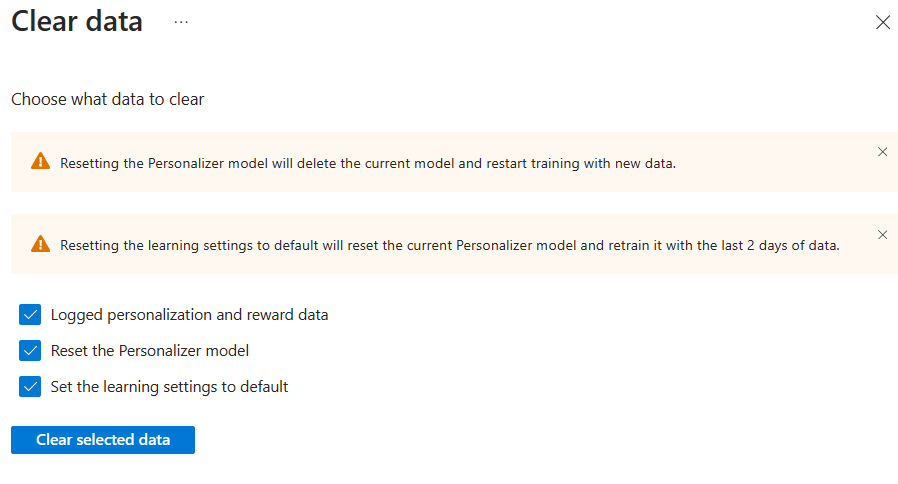 Clear data ...
Choose what data to clear
Resetting the Personalizer model will delete the current model and restart training with new data.
Resetting the learning settings to default will reset the current Personalizer model and retrain it with the last 2 days of data.
Logged personalization and reward data
Reset the Personalizer model
Set the learning settings to default
Clear selected data